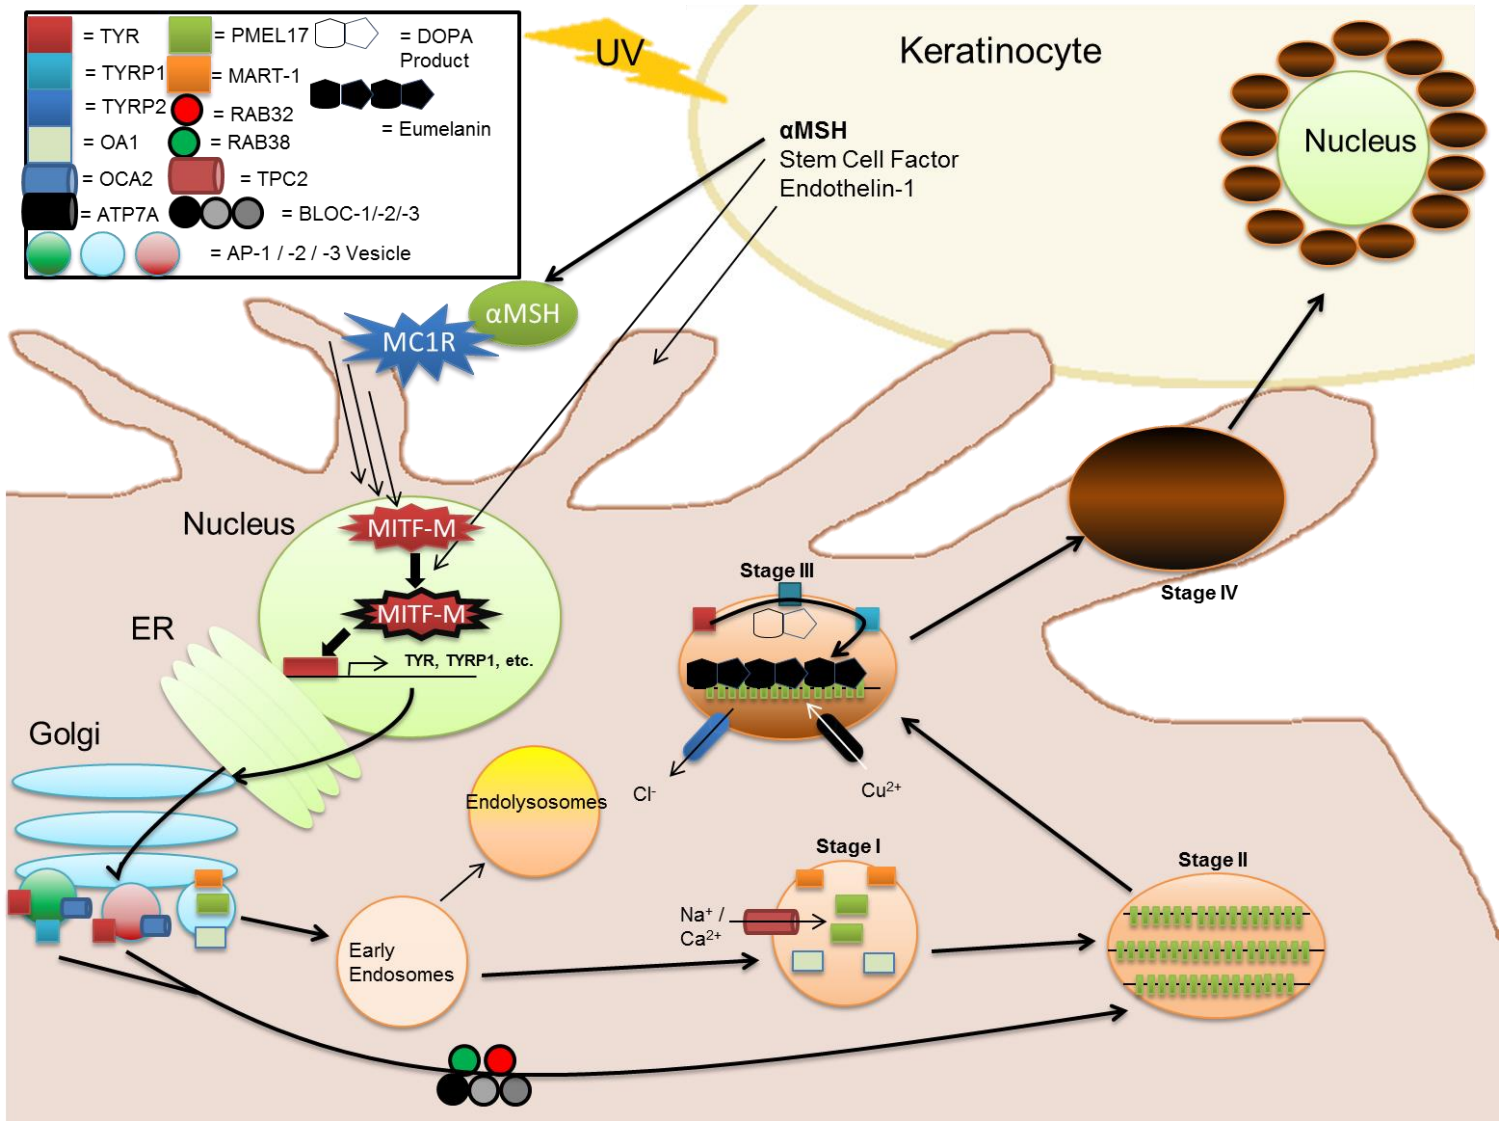 = TYR
= PMEL17
= DOPA
Product
= TYRP1
= MART-1
= TYRP2
= RAB32
= Eumelanin
= OA1
= RAB38
= OCA2
= TPC2
= ATP7A
= BLOC-1/-2/-3
= AP-1 / -2 / -3 Vesicle
UV
Keratinocyte
Nucleus
αMSH
Stem Cell Factor
Endothelin-1
αMSH
MC1R
Nucleus
MITF-M
MITF-M
TYR, TYRP1, etc.
ER
Golgi
Stage III
Stage IV
Cl-
Cu2+
Endolysosomes
Stage I
Stage II
Na+ /
Ca2+
Early
Endosomes